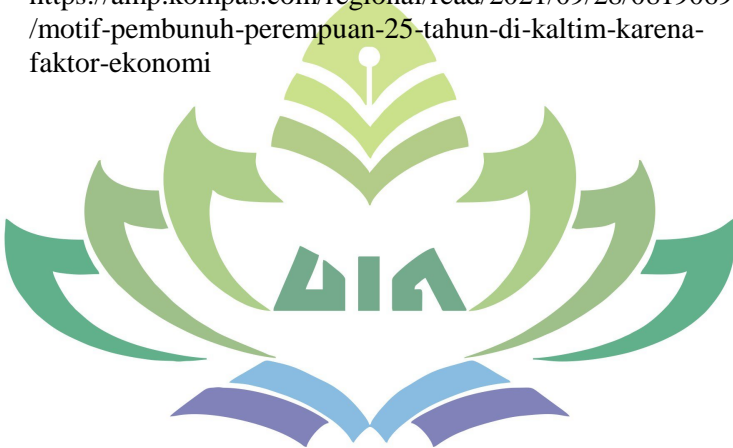 https://amp.kompas.com/regional/read/2021/09/28/
/motif-pembunuh-perempuan-25-tahun-di-kaltim-karena-
faktor-ekonomi
UIN